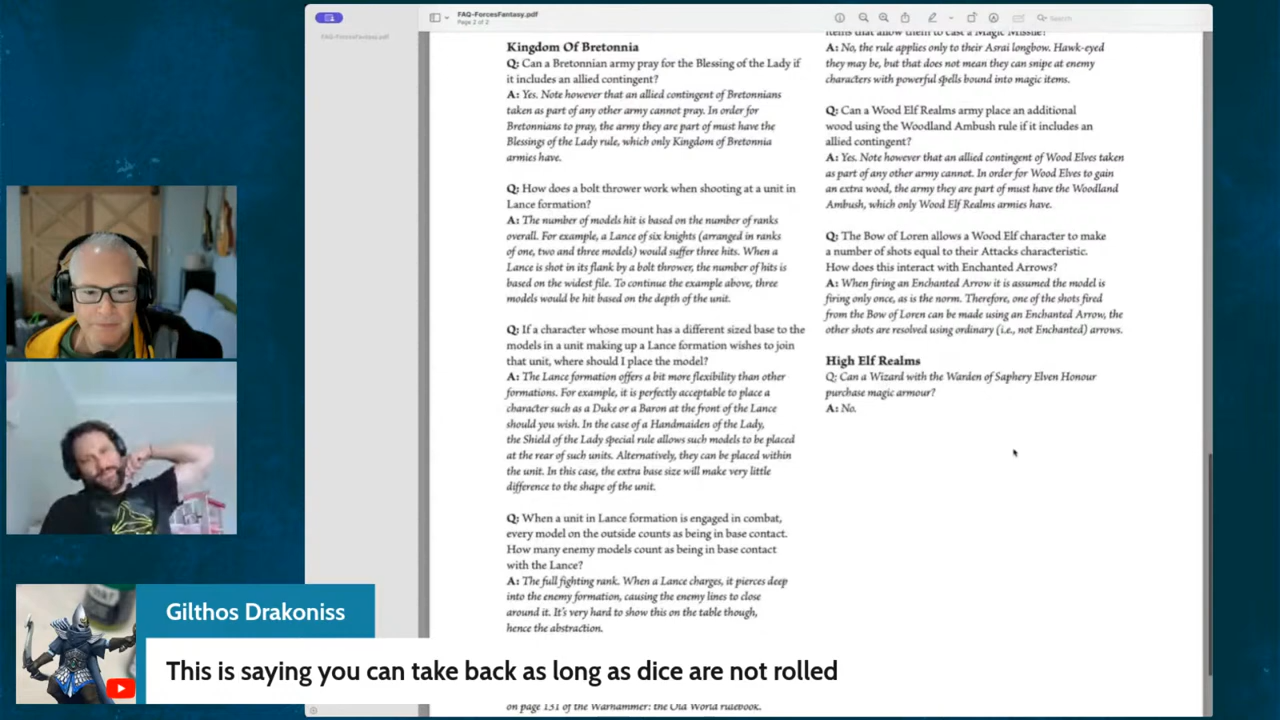 FAQ-ForcesFantasy.pdf
Page 2 of 2
Search
FAQ-ForcesFantasy.pdf
Kingdom Of Bretonnia
Q: Can a Bretonnian army pray for the Blessing of the Lady if
it includes an allied contingent?
A: Yes. Note however that an allied contingent of Bretonnians
taken as part of any other army cannot pray. In order for
Bretonnians to pray, the army they are part of must have the
Blessings of the Lady rule, which only Kingdom of Bretonnia
armies have.
Q: How does a bolt thrower work when shooting at a unit in
Lance formation?
A: The number of models hit is based on the number of ranks
overall. For example, a Lance of six knights (arranged in ranks
of one, two and three models) would suffer three hits. When a
Lance is shot in its flank by a bolt thrower, the number of hits is
based on the widest file. To continue the example above, three
models would be hit based on the depth of the unit.
Q: If a character whose mount has a different sized base to the
models in a unit making up a Lance formation wishes to join
that unit, where should I place the model?
A: The Lance formation offers a bit more flexibility than other
formations. For example, it is perfectly acceptable to place a
character such as a Duke or a Baron at the front of the Lance
should you wish. In the case of a Handmaiden of the Lady,
the Shield of the Lady special rule allows such models to be placed
at the rear of such units. Alternatively, they can be placed within
the unit. In this case, the extra base size will make very little
difference to the shape of the unit.
Q: When a unit in Lance formation is engaged in combat,
every model on the outside counts as being in base contact.
How many enemy models count as being in base contact
with the Lance?
A: The full fighting rank. When a Lance charges, it pierces deep
into the enemy formation, causing the enemy lines to close
around it. It's very hard to show this on the table though,
hence the abstraction.
on page 131 of the Warhammer: the Old World rulebook.
items that allow them to cast a Magic Missile?
A: No, the rule applies only to their Asrai longbow. Hawk-eyed
they may be, but that does not mean they can snipe at enemy
characters with powerful spells bound into magic items.
Q: Can a Wood Elf Realms army place an additional
wood using the Woodland Ambush rule if it includes an
allied contingent?
A: Yes. Note however that an allied contingent of Wood Elves taken
as part of any other army cannot. In order for Wood Elves to gain
an extra wood, the army they are part of must have the Woodland
Ambush, which only Wood Elf Realms armies have.
Q: The Bow of Loren allows a Wood Elf character to make
a number of shots equal to their Attacks characteristic.
How does this interact with Enchanted Arrows?
A: When firing an Enchanted Arrow it is assumed the model is
firing only once, as is the norm. Therefore, one of the shots fired
from the Bow of Loren can be made using an Enchanted Arrow, the
other shots are resolved using ordinary (i.e., not Enchanted) arrows.
High Elf Realms
Q: Can a Wizard with the Warden of Saphery Elven Honour
purchase magic armour?
A: No.
Gilthos Drakoniss
This is saying you can take back as long as dice are not rolled